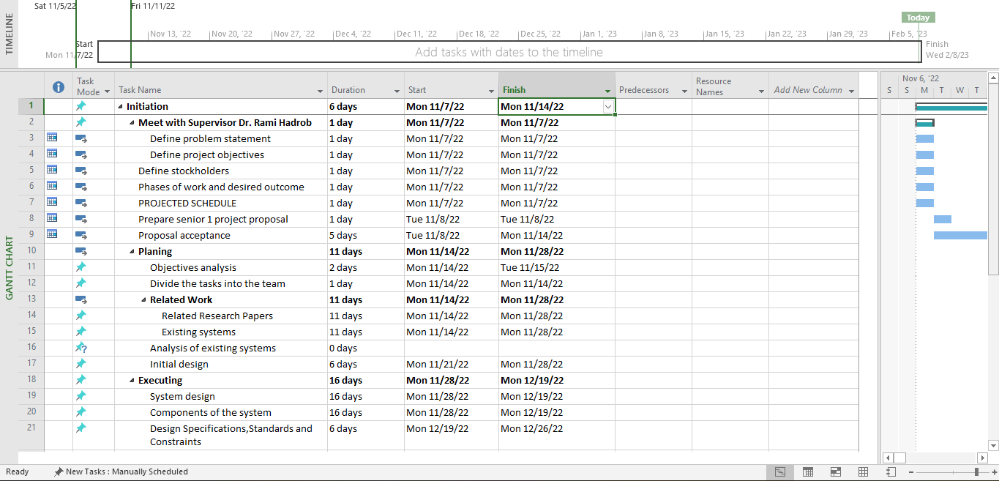 Sat 11/5/22 Fri 11/11/22
Today
Nov 13, '22 Nov 20, '22 Nov 27, '22 Dec 4, '22 Dec 11, '22 Dec 18, '22 Dec 25, '22 Jan 1, '23 Jan 8, '23 Jan 15, '23 Jan 22, '23 Jan 29, '23 Feb 5, '23
TIMELINE
Start
Mon 11/7/22
Add tasks with dates to the timeline
Finish
Wed 2/8/23
Task Mode Task Name Duration Start Finish Predecessors Resource Names Add New Column
Nov 6, '22
S S M T W T
1 Initiation 6 days Mon 11/7/22 Mon 11/14/22
2 Meet with Supervisor Dr. Rami Hadrob 1 day Mon 11/7/22 Mon 11/7/22
3 Define problem statement 1 day Mon 11/7/22 Mon 11/7/22
4 Define project objectives 1 day Mon 11/7/22 Mon 11/7/22
5 Define stockholders 1 day Mon 11/7/22 Mon 11/7/22
6 Phases of work and desired outcome 1 day Mon 11/7/22 Mon 11/7/22
7 PROJECTED SCHEDULE 1 day Mon 11/7/22 Mon 11/7/22
8 Prepare senior 1 project proposal 1 day Tue 11/8/22 Tue 11/8/22
9 Proposal acceptance 5 days Tue 11/8/22 Mon 11/14/22
10 Planing 11 days Mon 11/14/22 Mon 11/28/22
11 Objectives analysis 2 days Mon 11/14/22 Tue 11/15/22
12 Divide the tasks into the team 1 day Mon 11/14/22 Mon 11/14/22
13 Related Work 11 days Mon 11/14/22 Mon 11/28/22
14 Related Research Papers 11 days Mon 11/14/22 Mon 11/28/22
15 Existing systems 11 days Mon 11/14/22 Mon 11/28/22
16 Analysis of existing systems 0 days
17 Initial design 6 days Mon 11/21/22 Mon 11/28/22
18 Executing 16 days Mon 11/28/22 Mon 12/19/22
19 System design 16 days Mon 11/28/22 Mon 12/19/22
20 Components of the system 16 days Mon 11/28/22 Mon 12/19/22
21 Design Specifications,Standards and 6 days Mon 12/19/22 Mon 12/26/22
Constraints
GANTT CHART
Ready New Tasks : Manually Scheduled